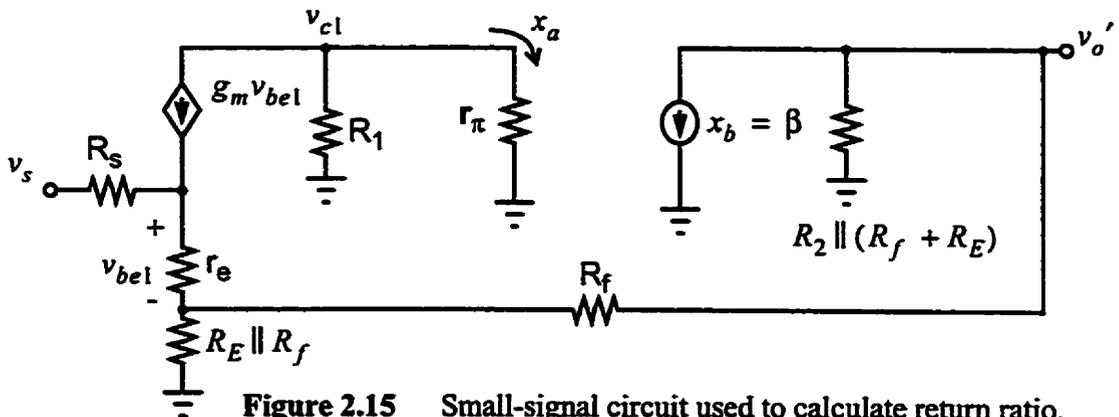 v_c1
x_a
v_o'
g_m v_be1
R_1
r_π
x_b = β
R_s
v_s
+
v_be1
r_e
-
R_2 || (R_f + R_E)
R_f
R_E || R_f
Figure 2.15 Small-signal circuit used to calculate return ratio.